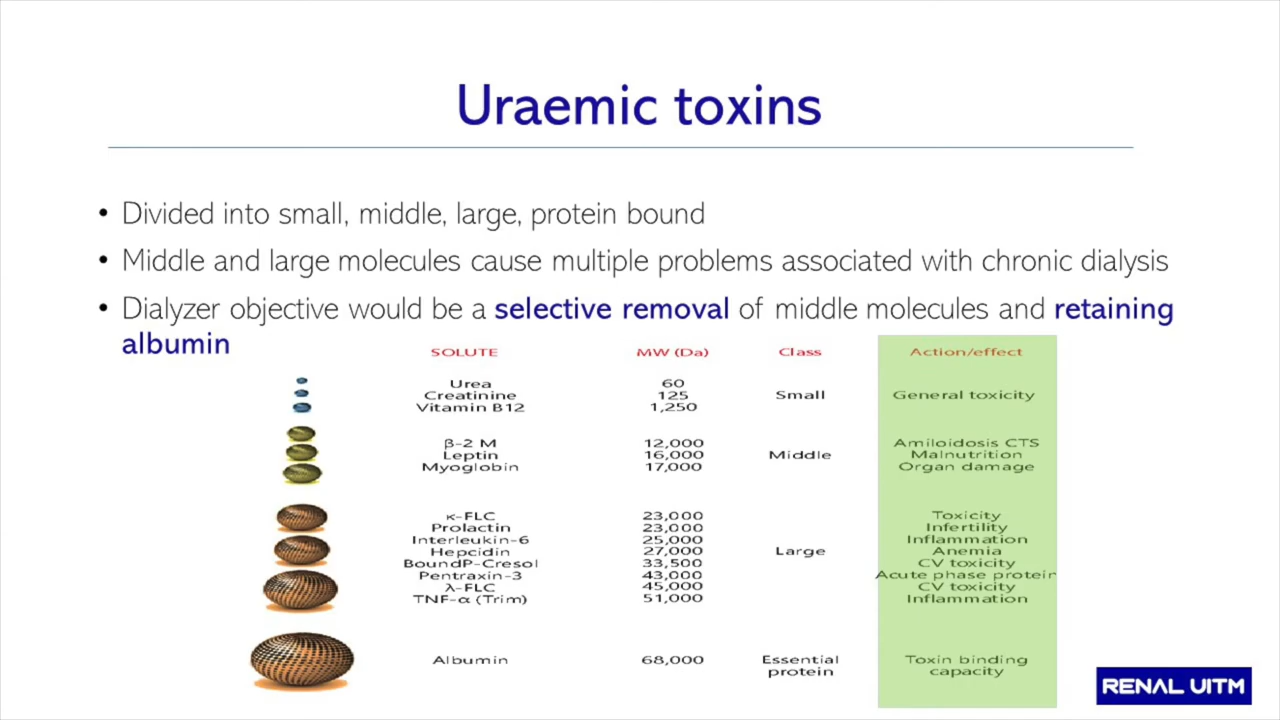 Uraemic toxins
• Divided into small, middle, large, protein bound
• Middle and large molecules cause multiple problems associated with chronic dialysis
• Dialyzer objective would be a selective removal of middle molecules and retaining
albumin
SOLUTE MW (Da) Class Action/effect
Urea 60
Creatinine 125 Small General toxicity
Vitamin B12 1,250
β-2 M 12,000 Amiloidosis CTS
Leptin 16,000 Middle Malnutrition
Myoglobin 17,000 Organ damage
κ-FLC 23,000 Toxicity
Prolactin 23,000 Infertility
Interleukin-6 25,000 Inflammation
Hepcidin 27,000 Large Anemia
BoundP-Cresol 33,500 CV toxicity
Pentraxin-3 43,000 Acute phase protein
λ-FLC 45,000 CV toxicity
TNF-α (Trim) 51,000 Inflammation
Albumin 68,000 Essential Toxin binding
protein capacity
RENAL UITM